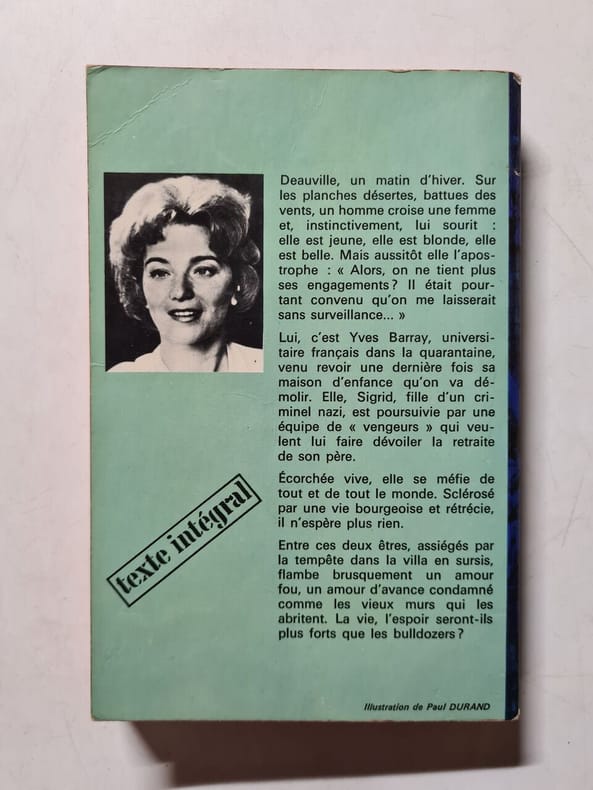 Deauville, un matin d'hiver. Sur
les planches désertes, battues des
vents, un homme croise une femme
et, instinctivement, lui sourit :
elle est jeune, elle est blonde, elle
est belle. Mais aussitôt elle l'apos-
trophe : « Alors, on ne tient plus
ses engagements? Il était pour-
tant convenu qu'on me laisserait
sans surveillance... »
Lui, c'est Yves Barray, universi-
taire français dans la quarantaine,
venu revoir une dernière fois sa
maison d'enfance qu'on va dé-
molir. Elle, Sigrid, fille d'un cri-
minel nazi, est poursuivie par une
équipe de « vengeurs » qui veu-
lent lui faire dévoiler la retraite
de son père.
Écorchée vive, elle se méfie de
tout et de tout le monde. Sclérosé
par une vie bourgeoise et rétrécie,
il n'espère plus rien.
Entre ces deux êtres, assiégés par
la tempête dans la villa en sursis,
flambe brusquement un amour
fou, un amour d'avance condamné
comme les vieux murs qui les
abritent. La vie, l'espoir seront-ils
plus forts que les bulldozers?
texte intégral
Illustration de Paul DURAND